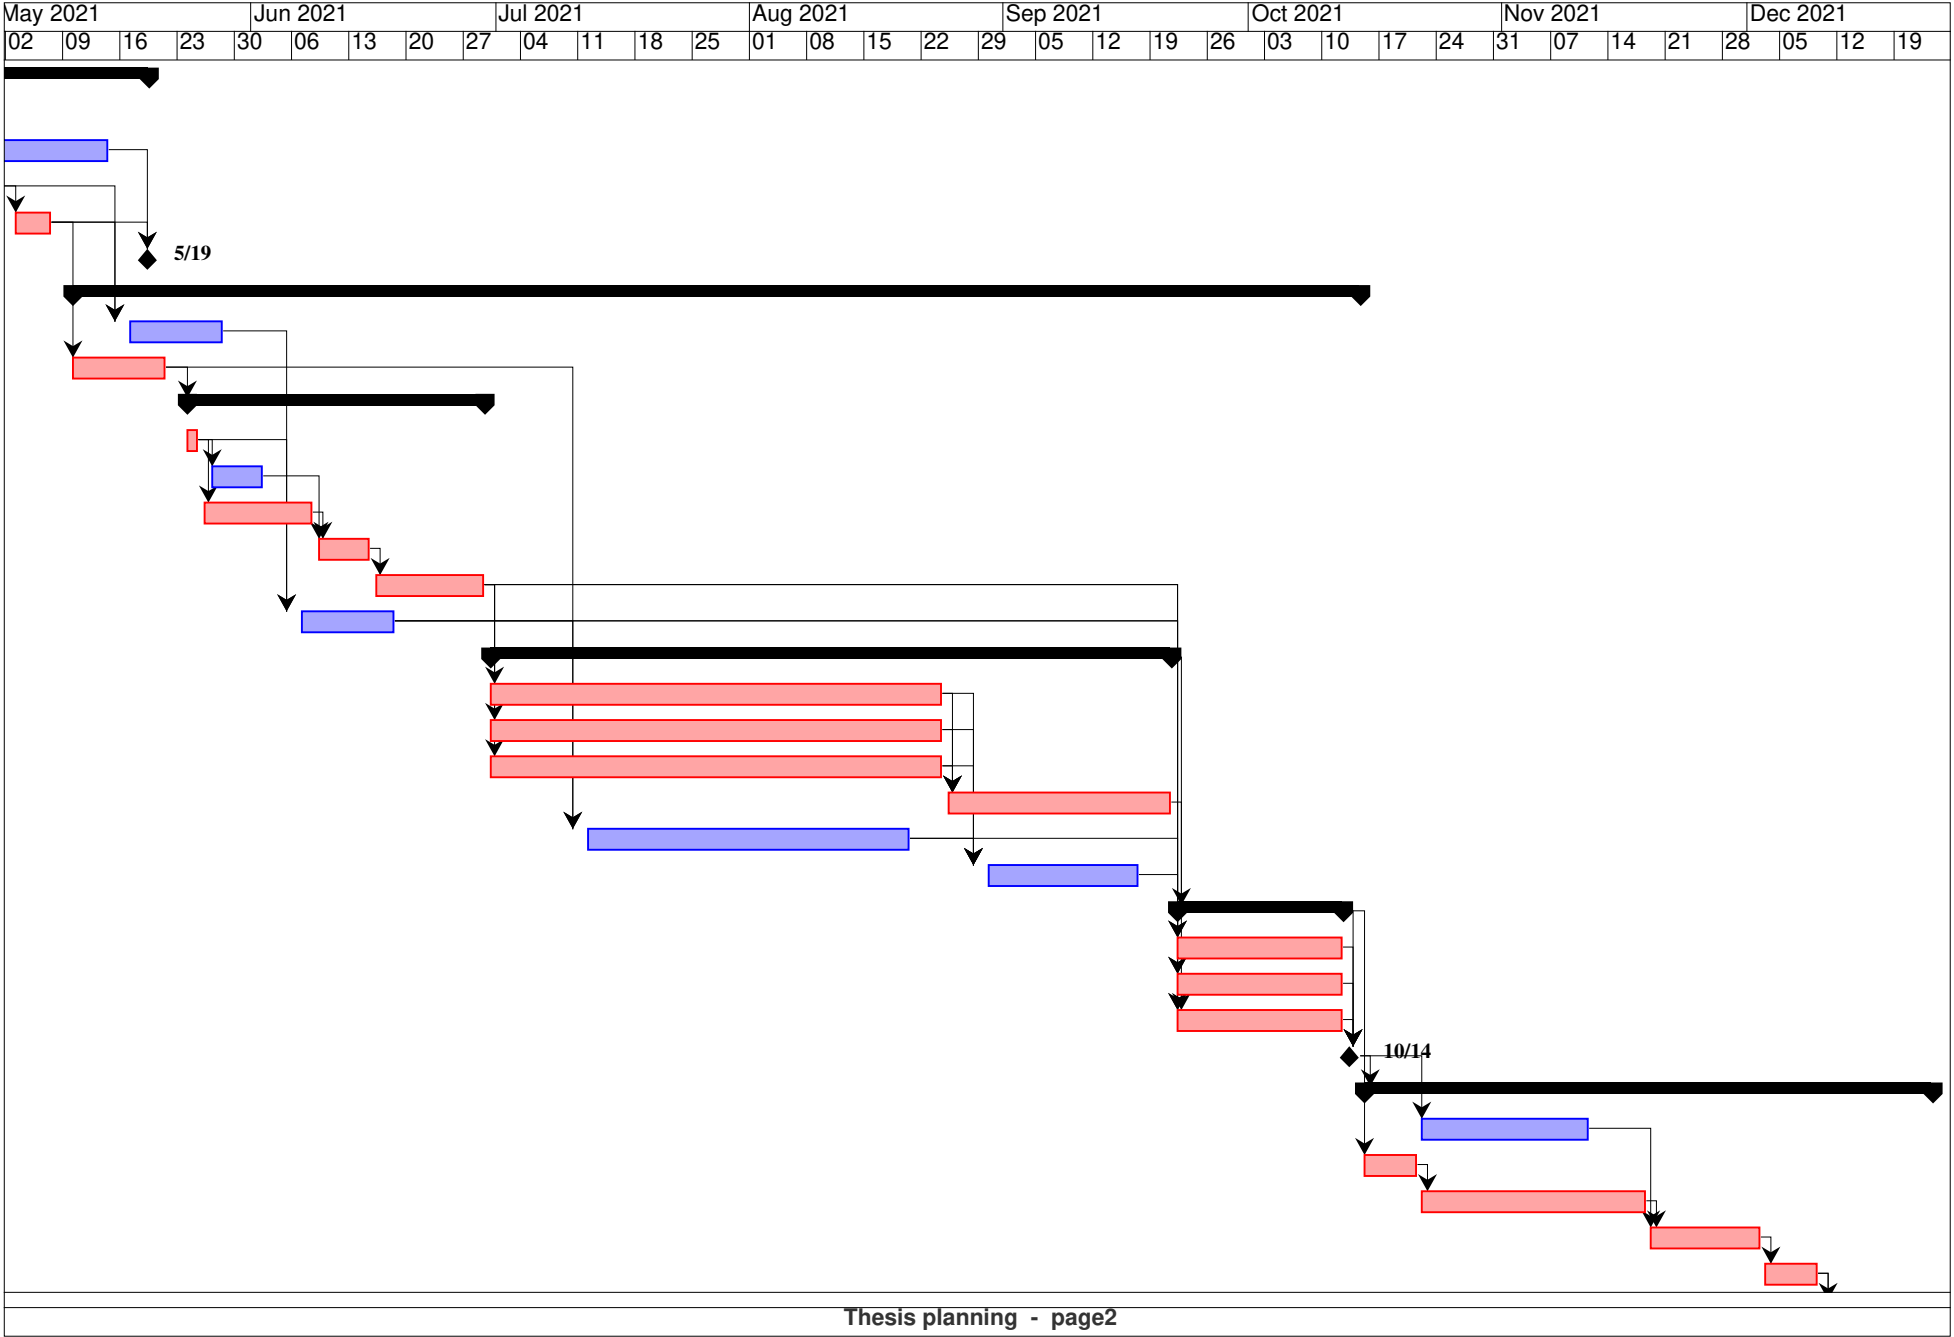 May 2021 Jun 2021 Jul 2021 Aug 2021 Sep 2021 Oct 2021 Nov 2021 Dec 2021
02 09 16 23 30 06 13 20 27 04 11 18 25 01 08 15 22 29 05 12 19 26 03 10 17 24 31 07 14 21 28 05 12 19
5/19
10/14
Thesis planning - page2